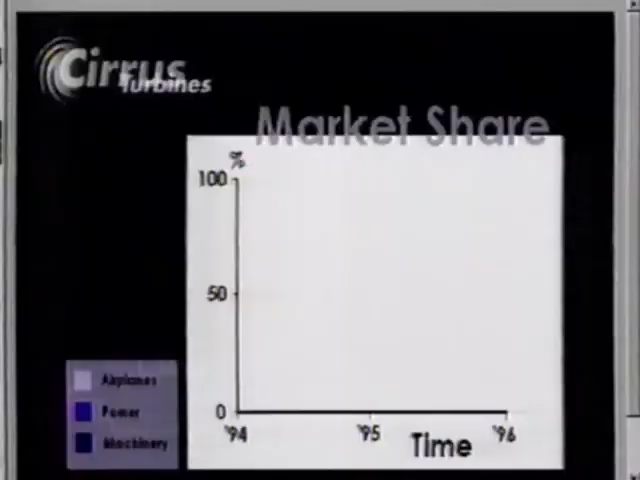 Cirrus
Turbines
Market Share
%
100
50
0
'94
'95
'96
Time
Airplanes
Power
Machinery